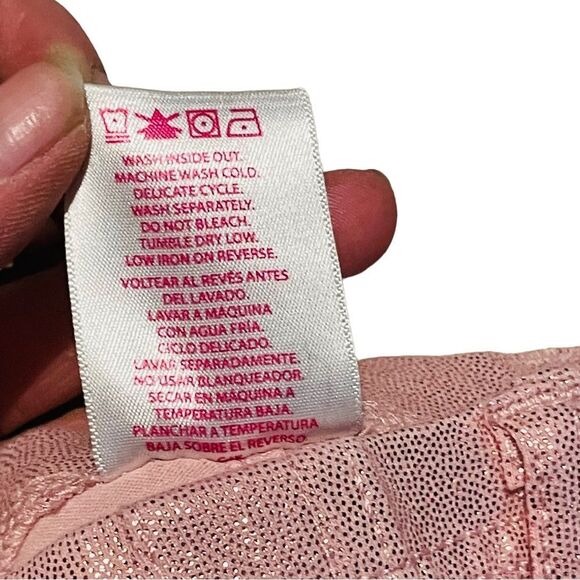 WASH INSIDE OUT.
MACHINE WASH COLD.
DELICATE CYCLE.
WASH SEPARATELY.
DO NOT BLEACH.
TUMBLE DRY LOW.
LOW IRON ON REVERSE.
VOLTEAR AL REVÉS ANTES
DEL LAVADO.
LAVAR A MÁQUINA
CON AGUA FRÍA.
CICLO DELICADO.
LAVAR SEPARADAMENTE.
NO USAR BLANQUEADOR.
SECAR EN MÁQUINA A
TEMPERATURA BAJA.
PLANCHAR A TEMPERATURA
BAJA SOBRE EL REVERSO.